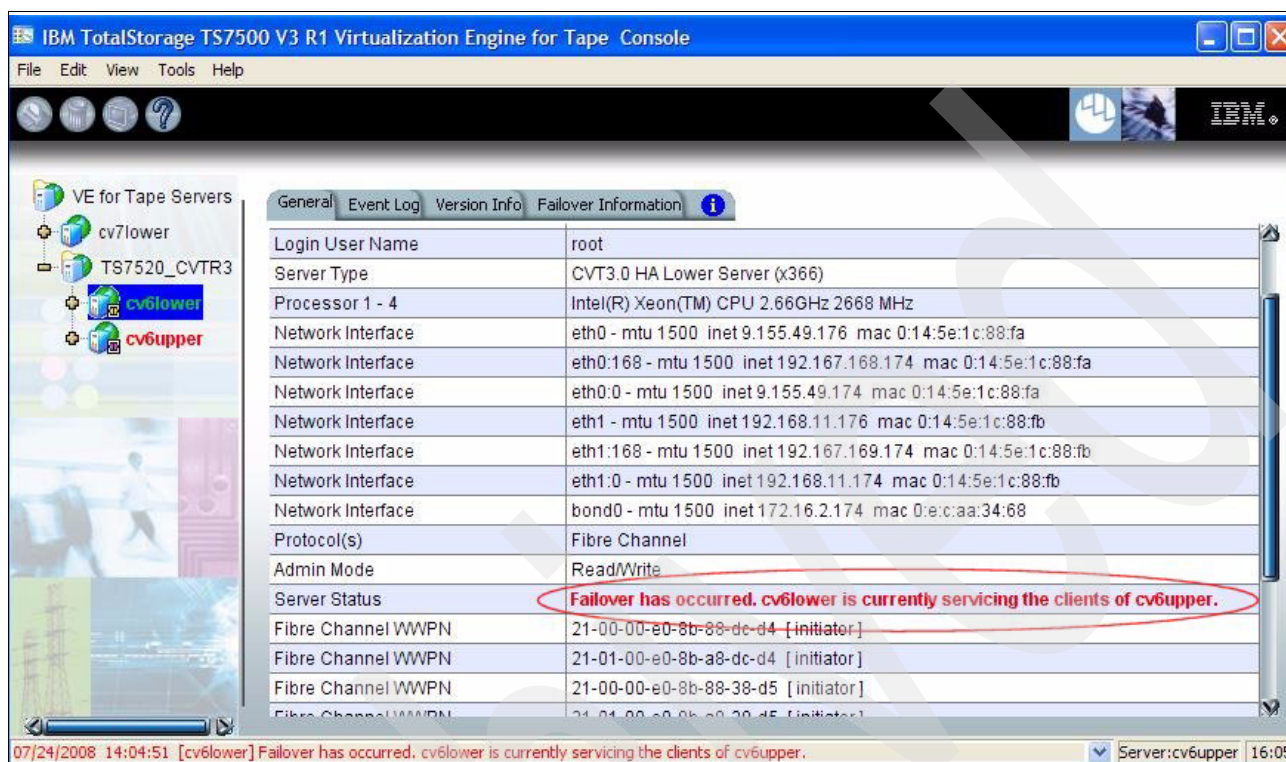 IBM TotalStorage TS7500 V3 R1 Virtualization Engine for Tape Console
File Edit View Tools Help
IBM
VE for Tape Servers
cv7lower
TS7520_CVTR3
cv6lower
cv6upper
General Event Log Version Info Failover Information
Login User Name root
Server Type CVT3.0 HA Lower Server (x366)
Processor 1 - 4 Intel(R) Xeon(TM) CPU 2.66GHz 2668 MHz
Network Interface eth0 - mtu 1500 inet 9.155.49.176 mac 0:14:5e:1c:88:fa
Network Interface eth0:168 - mtu 1500 inet 192.167.168.174 mac 0:14:5e:1c:88:fa
Network Interface eth0:0 - mtu 1500 inet 9.155.49.174 mac 0:14:5e:1c:88:fa
Network Interface eth1 - mtu 1500 inet 192.168.11.176 mac 0:14:5e:1c:88:fb
Network Interface eth1:168 - mtu 1500 inet 192.167.169.174 mac 0:14:5e:1c:88:fb
Network Interface eth1:0 - mtu 1500 inet 192.168.11.174 mac 0:14:5e:1c:88:fb
Network Interface bond0 - mtu 1500 inet 172.16.2.174 mac 0:e:c:aa:34:68
Protocol(s) Fibre Channel
Admin Mode Read/Write
Server Status Failover has occurred. cv6lower is currently servicing the clients of cv6upper.
Fibre Channel WWPN 21-00-00-e0-8b-88-dc-d4 [initiator]
Fibre Channel WWPN 21-01-00-e0-8b-a8-dc-d4 [initiator]
Fibre Channel WWPN 21-00-00-e0-8b-88-38-d5 [initiator]
Fibre Channel WWPN
07/24/2008 14:04:51 [cv6lower] Failover has occurred. cv6lower is currently servicing the clients of cv6upper. Server:cv6upper